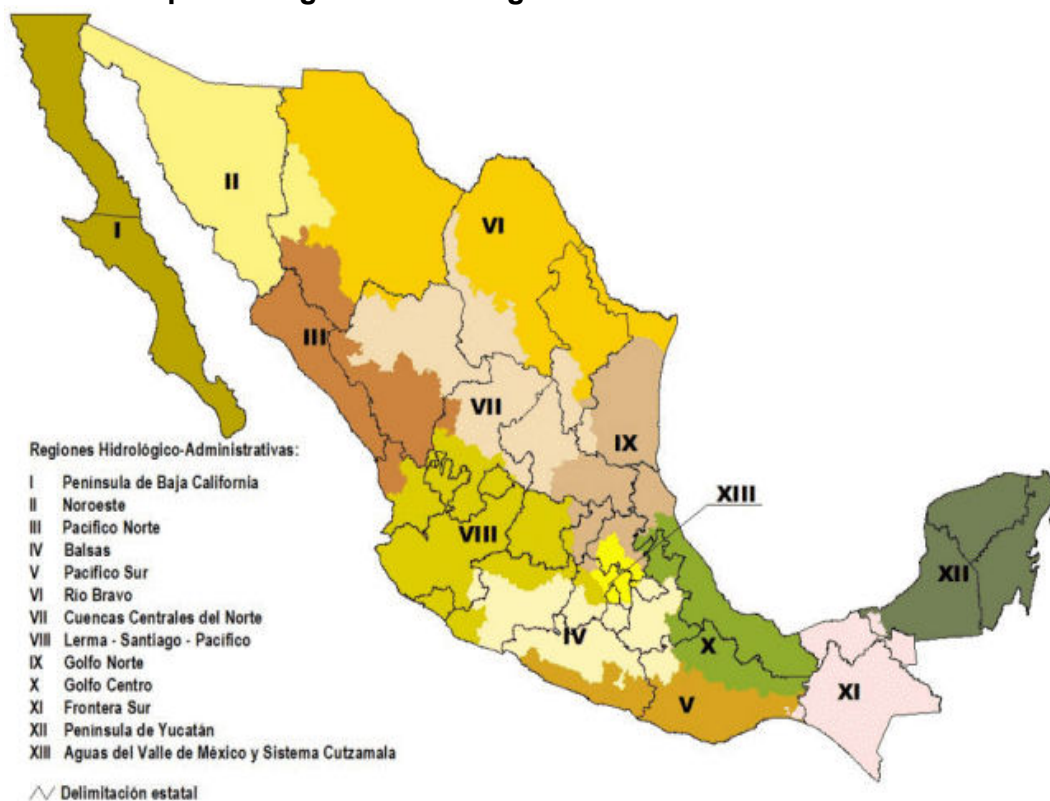 II
I
VI
III
VII
IX
XIII
VIII
XII
IV
X
XI
V
Regiones Hidrológico-Administrativas:
I Península de Baja California
II Noroeste
III Pacífico Norte
IV Balsas
V Pacífico Sur
VI Río Bravo
VII Cuencas Centrales del Norte
VIII Lerma - Santiago - Pacífico
IX Golfo Norte
X Golfo Centro
XI Frontera Sur
XII Península de Yucatán
XIII Aguas del Valle de México y Sistema Cutzamala
Delimitación estatal